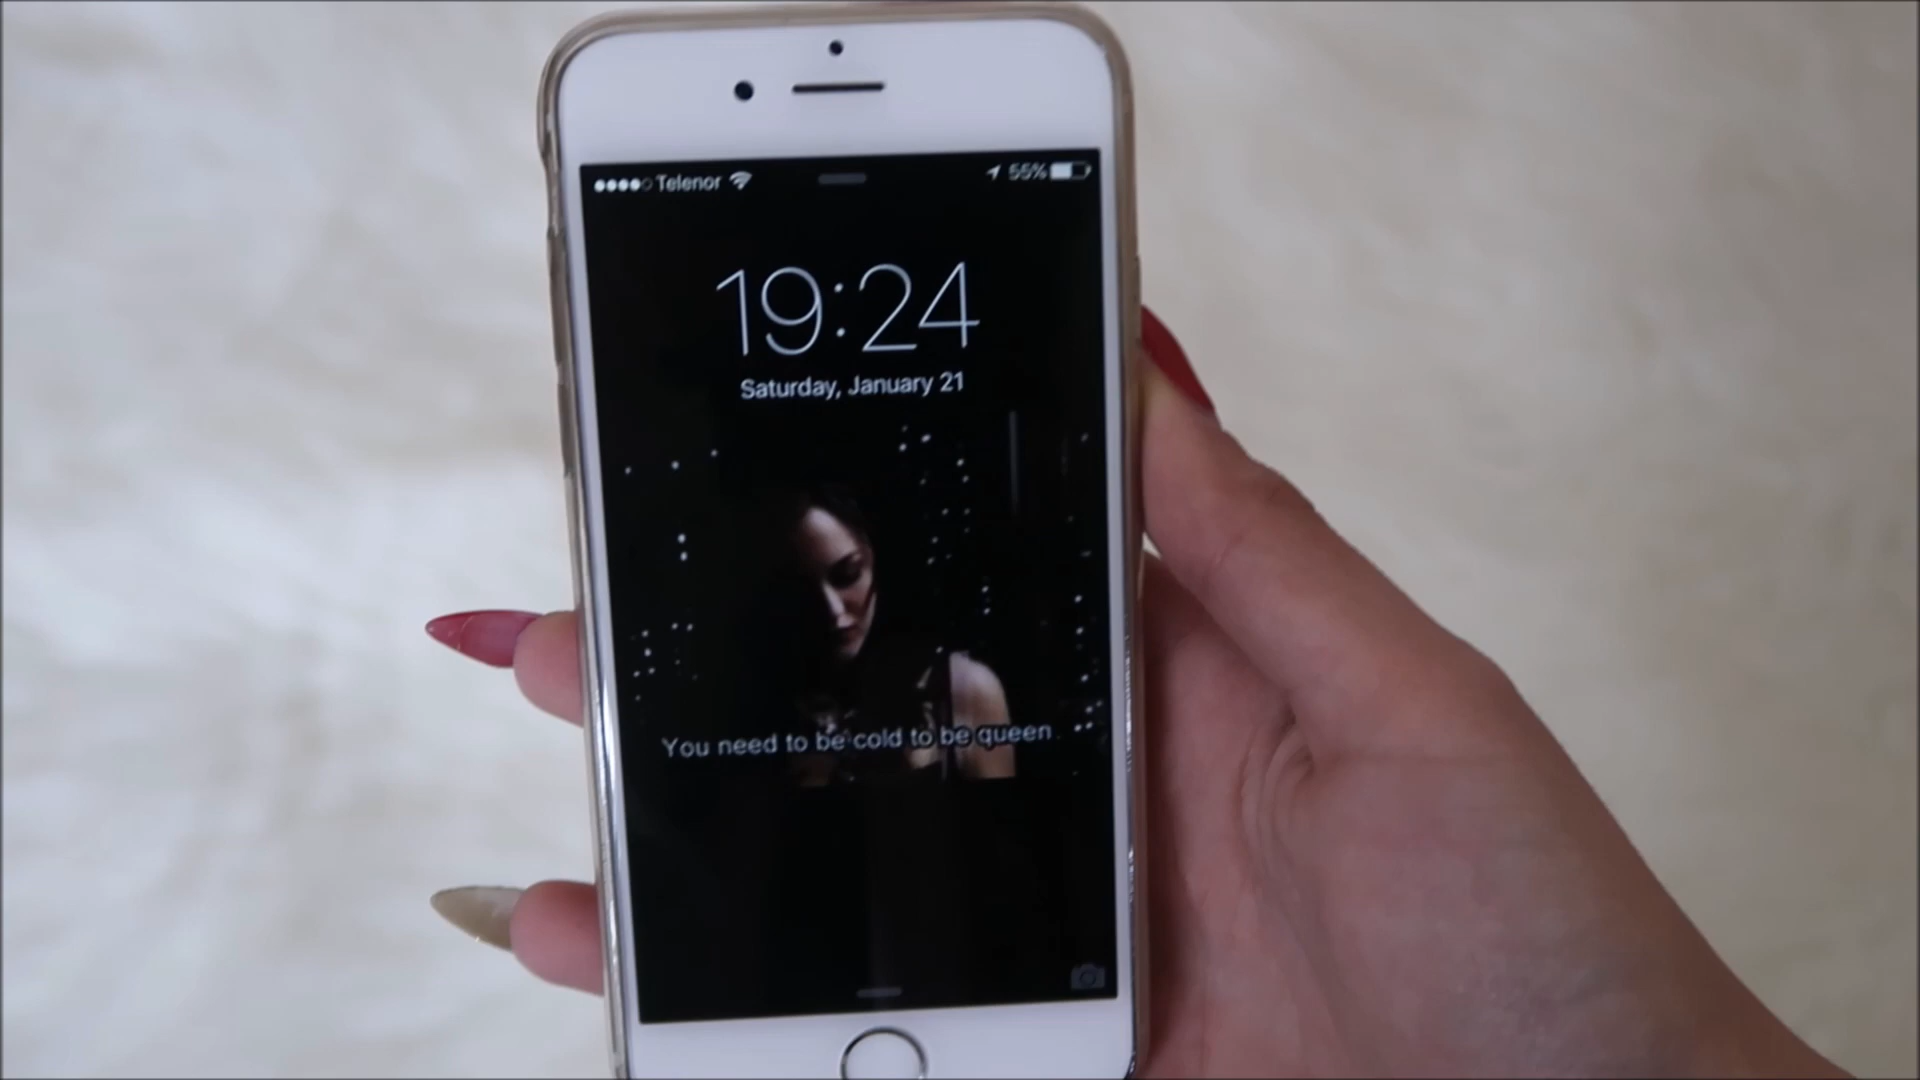 Telenor 55%
19:24
Saturday, January 21
You need to be cold to be queen